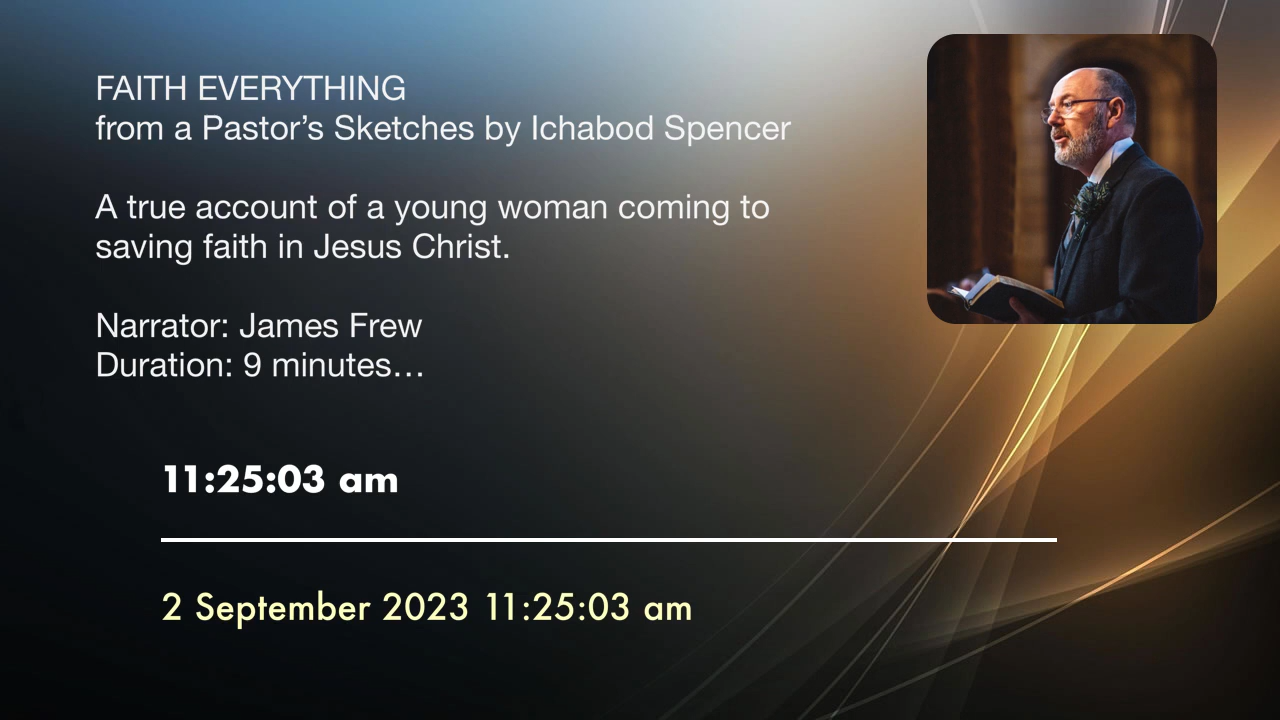 FAITH EVERYTHING
from a Pastor’s Sketches by Ichabod Spencer
A true account of a young woman coming to
saving faith in Jesus Christ.
Narrator: James Frew
Duration: 9 minutes…
11:25:03 am
2 September 2023 11:25:03 am